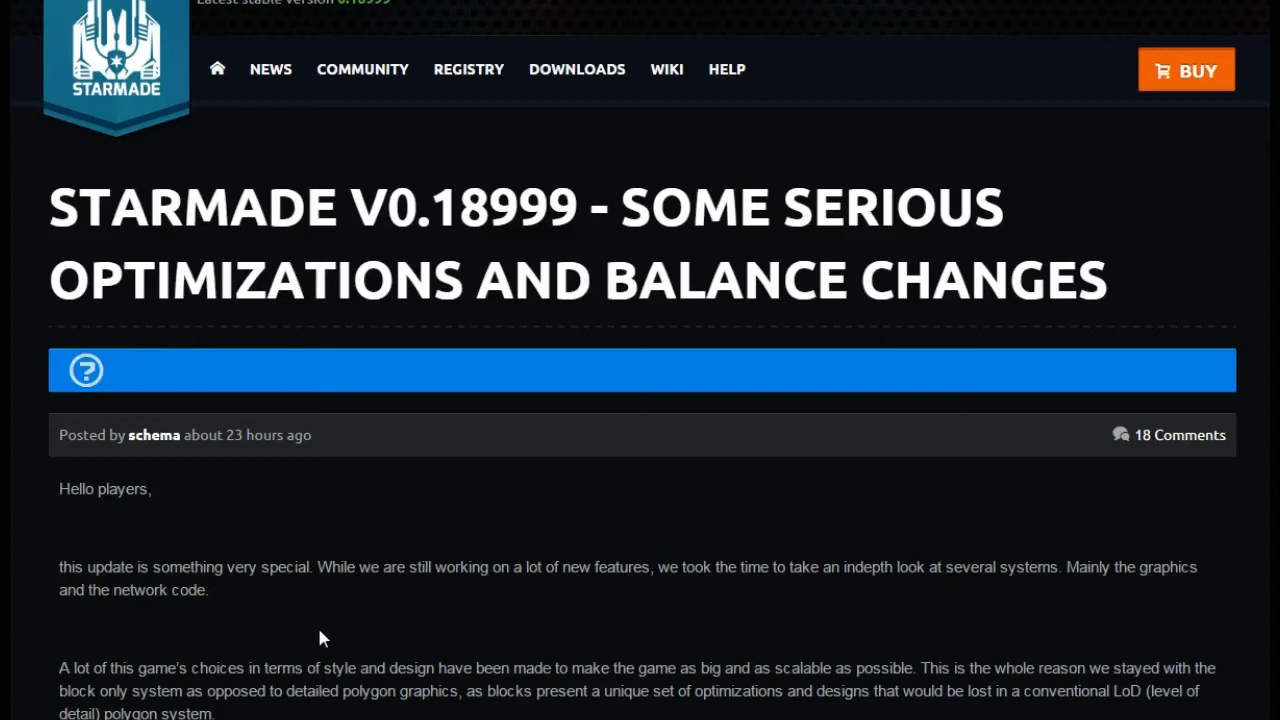 Latest stable version 0.18999
STARMADE
NEWS COMMUNITY REGISTRY DOWNLOADS WIKI HELP
BUY
STARMADE V0.18999 - SOME SERIOUS
OPTIMIZATIONS AND BALANCE CHANGES
?
Posted by schema about 23 hours ago
18 Comments
Hello players,
this update is something very special. While we are still working on a lot of new features, we took the time to take an indepth look at several systems. Mainly the graphics
and the network code.
A lot of this game's choices in terms of style and design have been made to make the game as big and as scalable as possible. This is the whole reason we stayed with the
block only system as opposed to detailed polygon graphics, as blocks present a unique set of optimizations and designs that would be lost in a conventional LoD (level of
detail) polygon system.